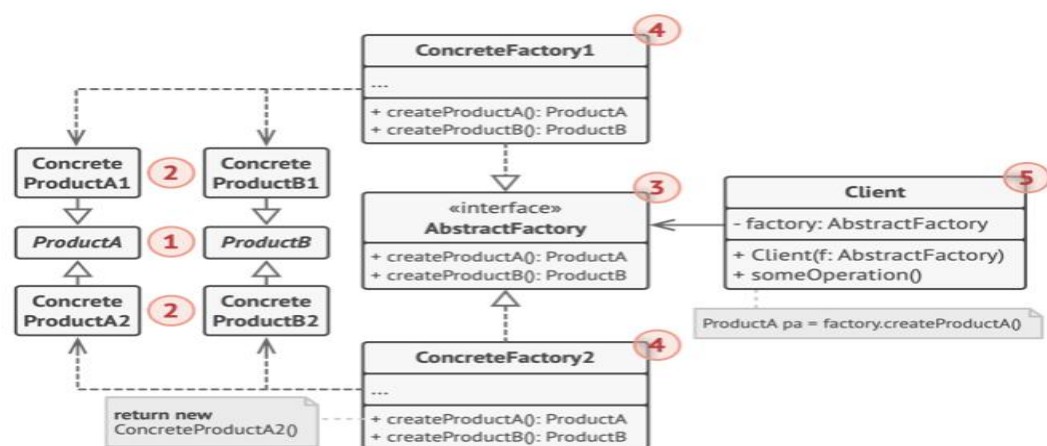 ConcreteFactory1
4
...
+ createProductA(): ProductA
+ createProductB(): ProductB
Concrete
ProductA1
2
Concrete
ProductB1
ProductA
1
ProductB
Concrete
ProductA2
2
Concrete
ProductB2
3
«interface»
AbstractFactory
+ createProductA(): ProductA
+ createProductB(): ProductB
5
Client
- factory: AbstractFactory
+ Client(f: AbstractFactory)
+ someOperation()
ProductA pa = factory.createProductA()
ConcreteFactory2
4
...
+ createProductA(): ProductA
+ createProductB(): ProductB
return new
ConcreteProductA2()